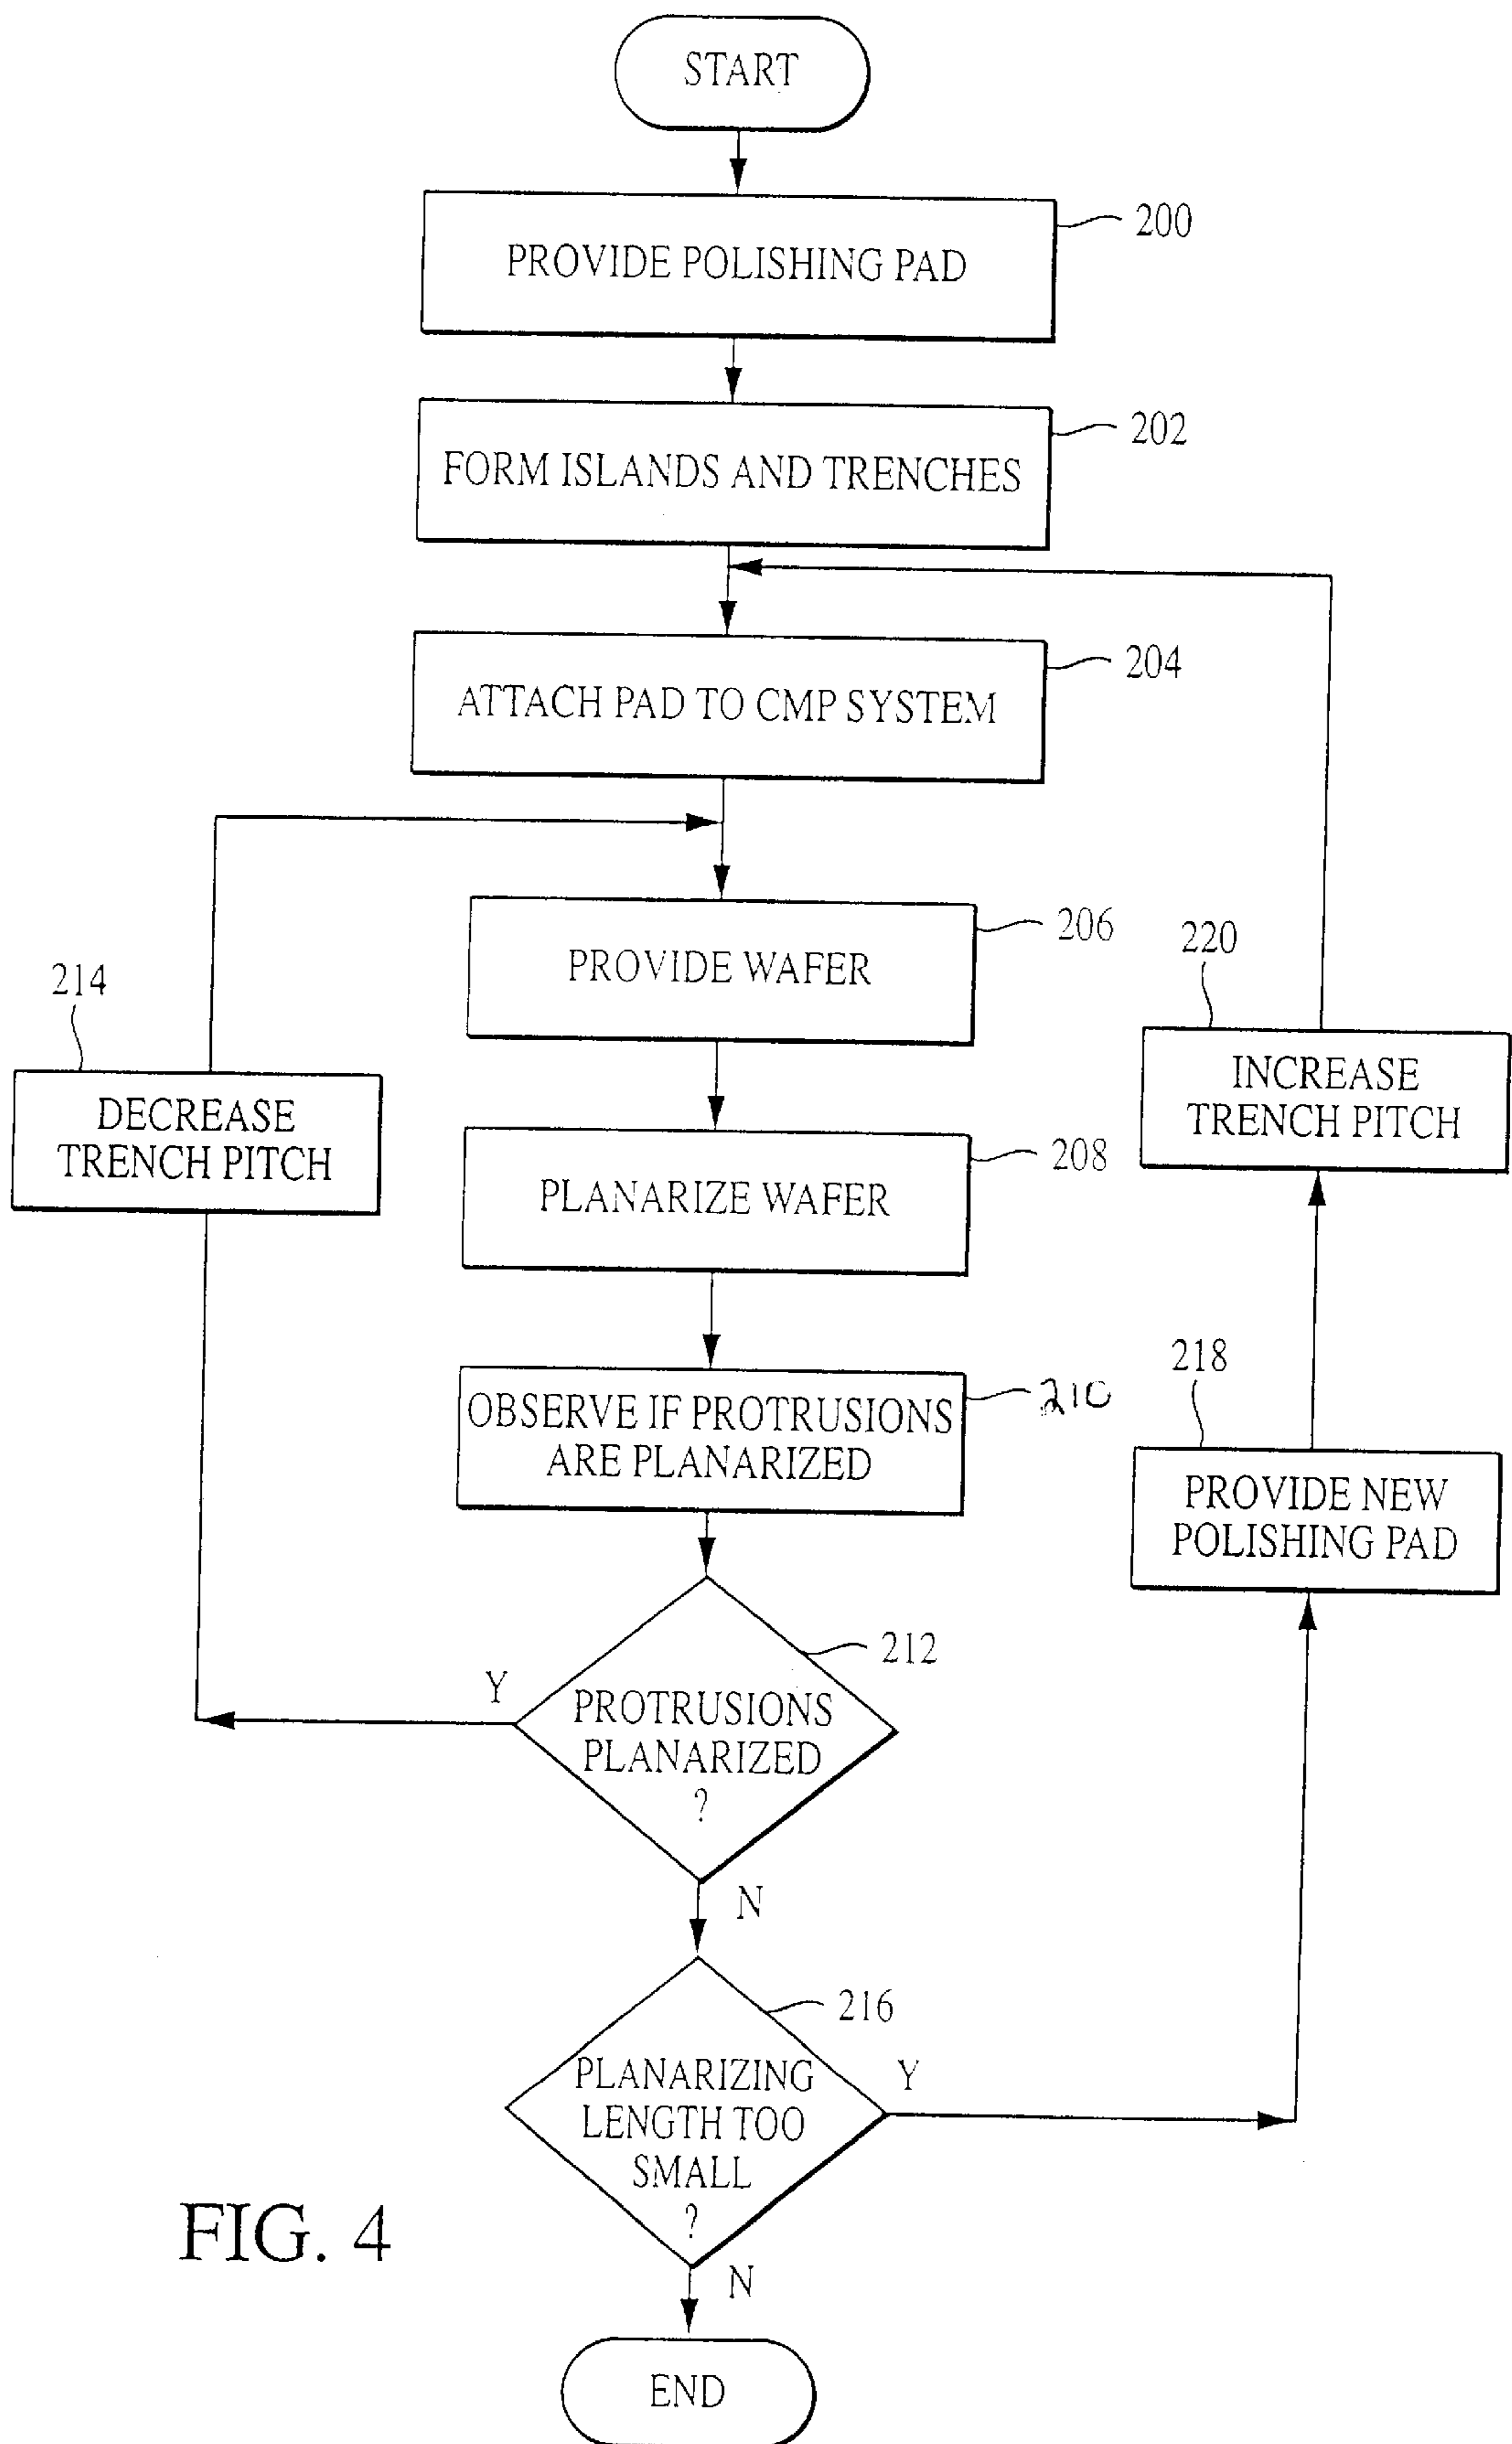 START
200
PROVIDE POLISHING PAD
202
FORM ISLANDS AND TRENCHES
204
ATTACH PAD TO CMP SYSTEM
206
PROVIDE WAFER
220
214
INCREASE
TRENCH PITCH
DECREASE
TRENCH PITCH
208
PLANARIZE WAFER
218
210
OBSERVE IF PROTRUSIONS
ARE PLANARIZED
PROVIDE NEW
POLISHING PAD
212
Y
PROTRUSIONS
PLANARIZED
?
N
216
PLANARIZING
LENGTH TOO
SMALL
?
Y
N
FIG. 4
END